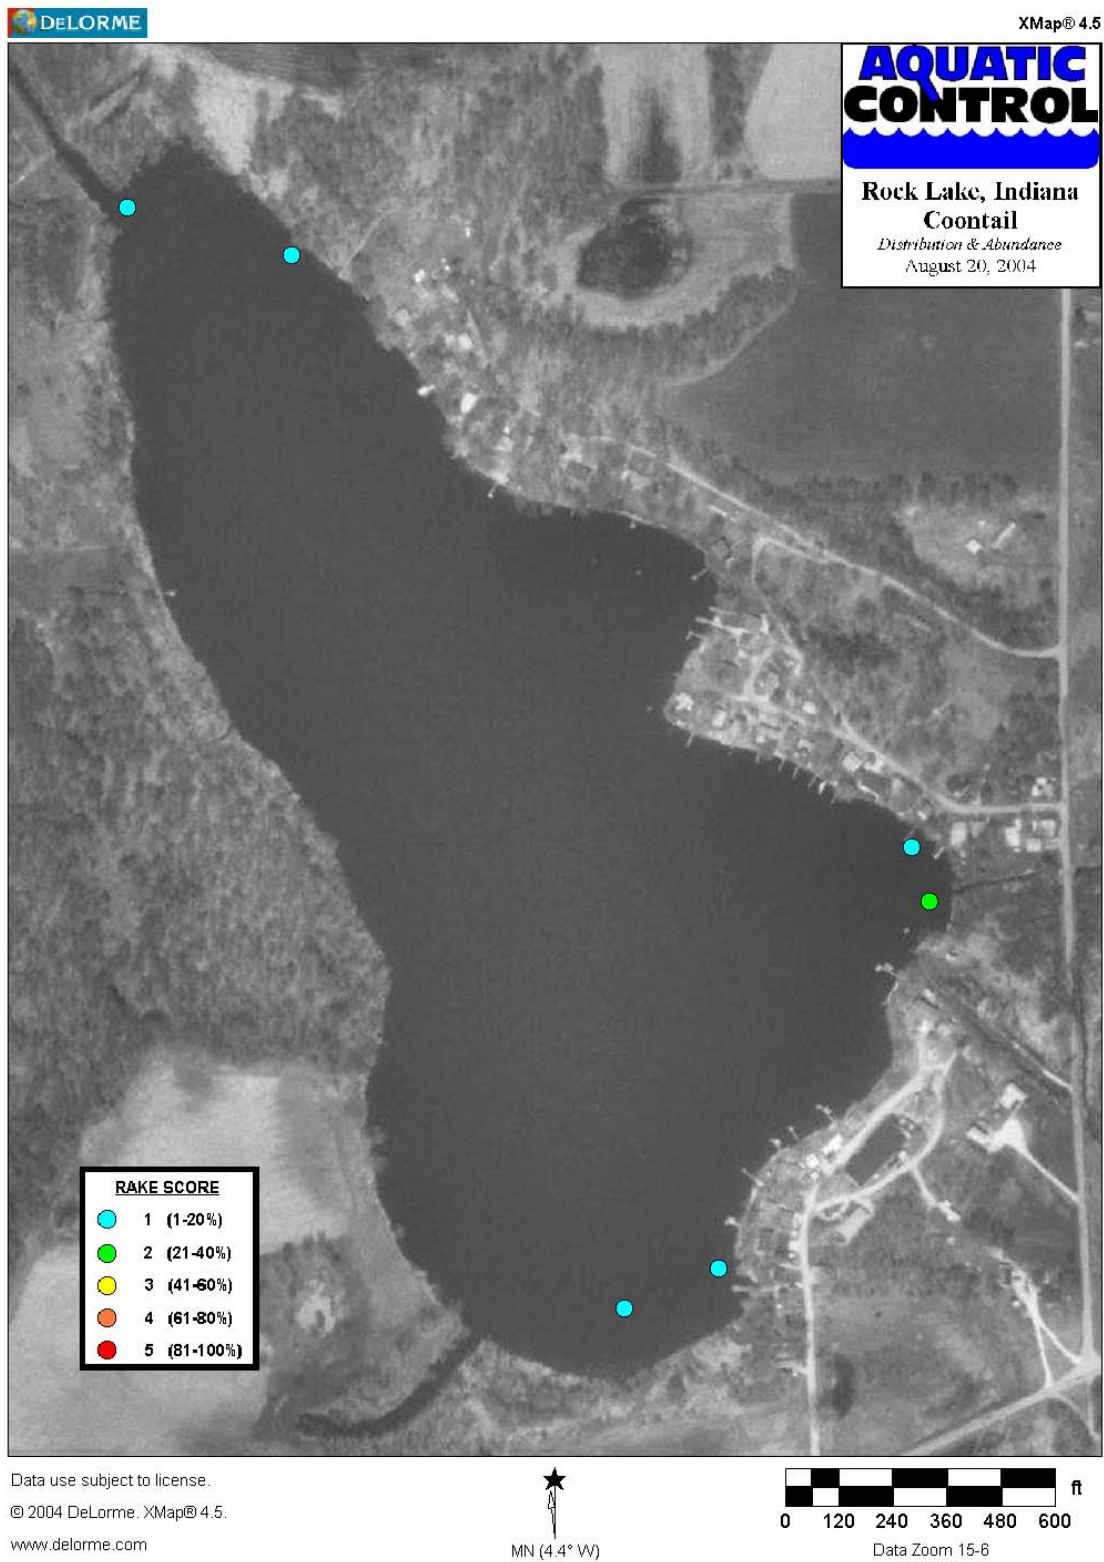 DELORME
XMap® 4.5
AQUATIC
CONTROL
Rock Lake, Indiana
Coontail
Distribution & Abundance
August 20, 2004
RAKE SCORE
1 (1-20%)
2 (21-40%)
3 (41-60%)
4 (61-80%)
5 (81-100%)
Data use subject to license.
© 2004 DeLorme. XMap® 4.5.
www.delorme.com
MN (4.4° W)
ft
0 120 240 360 480 600
Data Zoom 15-6